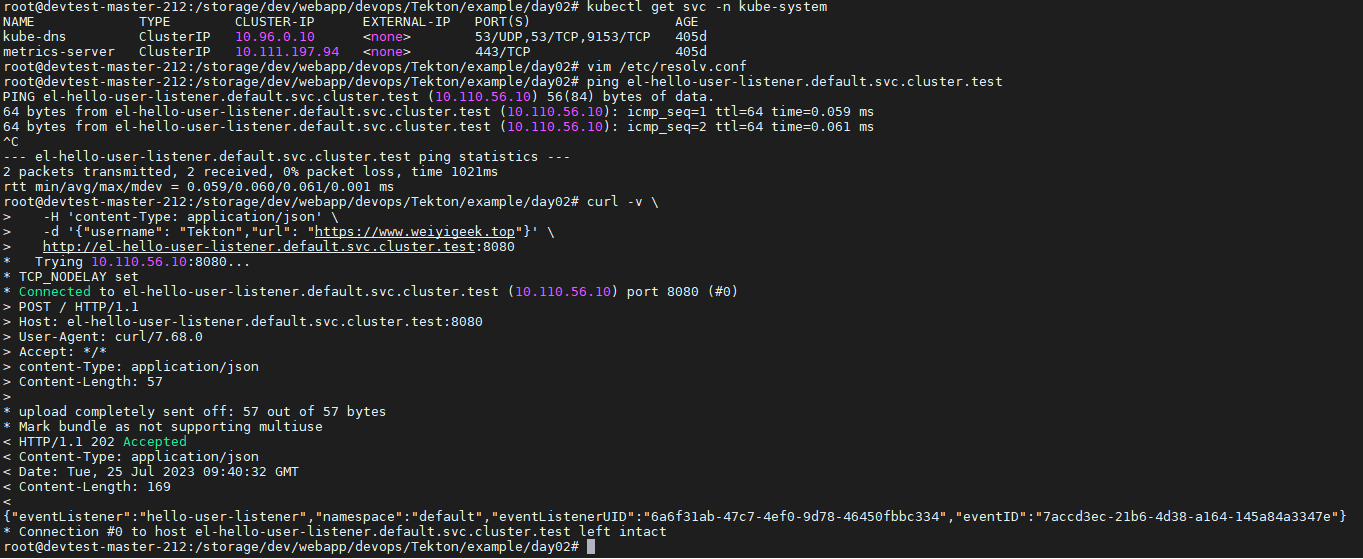 root@devtest-master-212:/storage/dev/webapp/devops/Tekton/example/day02# kubectl get svc -n kube-system
NAME             TYPE        CLUSTER-IP      EXTERNAL-IP   PORT(S)                  AGE
kube-dns         ClusterIP   10.96.0.10      <none>        53/UDP,53/TCP,9153/TCP   405d
metrics-server   ClusterIP   10.111.197.94   <none>        443/TCP                  405d
root@devtest-master-212:/storage/dev/webapp/devops/Tekton/example/day02# vim /etc/resolv.conf
root@devtest-master-212:/storage/dev/webapp/devops/Tekton/example/day02# ping el-hello-user-listener.default.svc.cluster.test
PING el-hello-user-listener.default.svc.cluster.test (10.110.56.10) 56(84) bytes of data.
64 bytes from el-hello-user-listener.default.svc.cluster.test (10.110.56.10): icmp_seq=1 ttl=64 time=0.059 ms
64 bytes from el-hello-user-listener.default.svc.cluster.test (10.110.56.10): icmp_seq=2 ttl=64 time=0.061 ms
^C
--- el-hello-user-listener.default.svc.cluster.test ping statistics ---
2 packets transmitted, 2 received, 0% packet loss, time 1021ms
rtt min/avg/max/mdev = 0.059/0.060/0.061/0.001 ms
root@devtest-master-212:/storage/dev/webapp/devops/Tekton/example/day02# curl -v \
>    -H 'content-Type: application/json' \
>    -d '{"username": "Tekton","url": "https://www.weiyigeek.top"}' \
>    http://el-hello-user-listener.default.svc.cluster.test:8080
*   Trying 10.110.56.10:8080...
* TCP_NODELAY set
* Connected to el-hello-user-listener.default.svc.cluster.test (10.110.56.10) port 8080 (#0)
> POST / HTTP/1.1
> Host: el-hello-user-listener.default.svc.cluster.test:8080
> User-Agent: curl/7.68.0
> Accept: */*
> content-Type: application/json
> Content-Length: 57
>
* upload completely sent off: 57 out of 57 bytes
* Mark bundle as not supporting multiuse
< HTTP/1.1 202 Accepted
< Content-Type: application/json
< Date: Tue, 25 Jul 2023 09:40:32 GMT
< Content-Length: 169
<
{"eventListener":"hello-user-listener","namespace":"default","eventListenerUID":"6a6f31ab-47c7-4ef0-9d78-46450fbbc334","eventID":"7accd3ec-21b6-4d38-a164-145a84a3347e"}
* Connection #0 to host el-hello-user-listener.default.svc.cluster.test left intact
root@devtest-master-212:/storage/dev/webapp/devops/Tekton/example/day02#